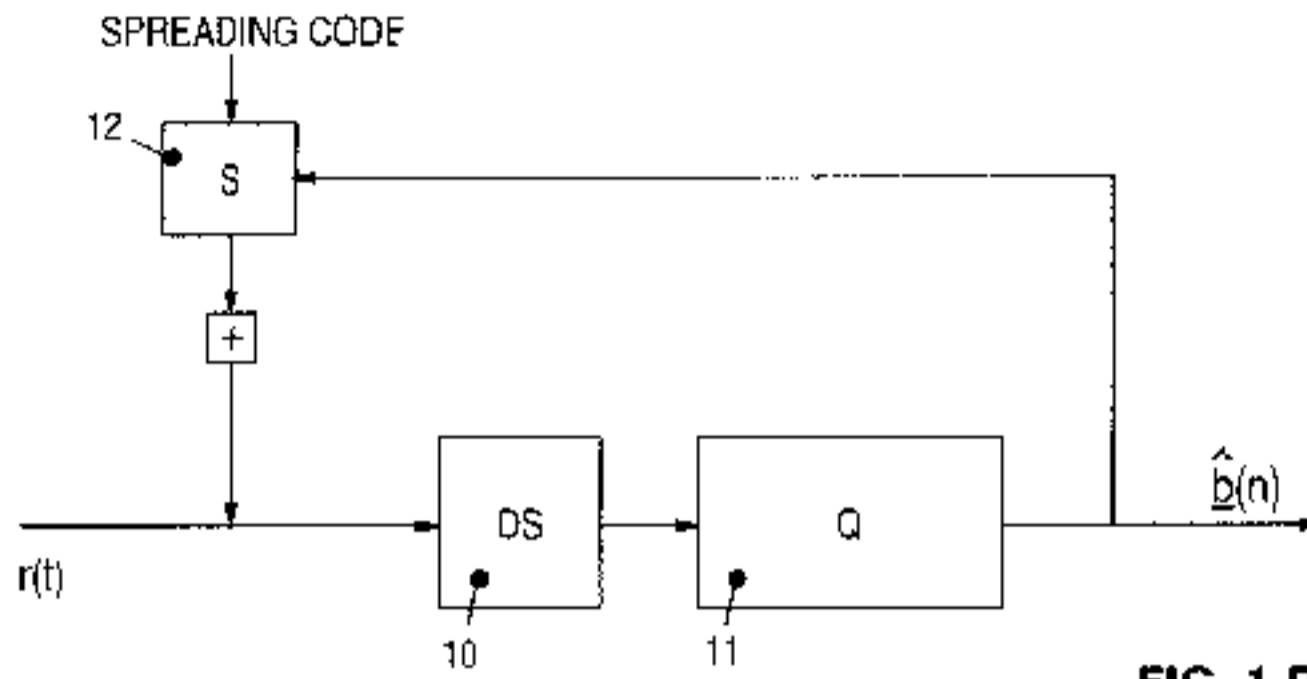 SPREADING CODE
12
S
+
r(t)
DS
Q
b̲̂(n)
10
11